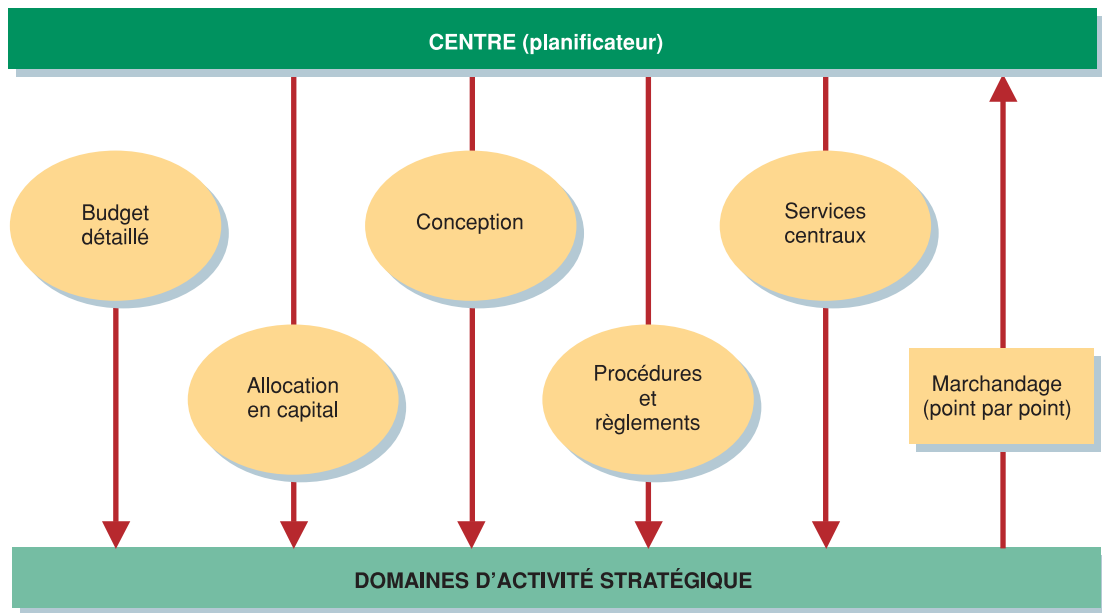 CENTRE (planificateur)
Budget
détaillé
Allocation
en capital
Conception
Procédures
et
règlements
Services
centraux
Marchandage
(point par point)
DOMAINES D'ACTIVITÉ STRATÉGIQUE